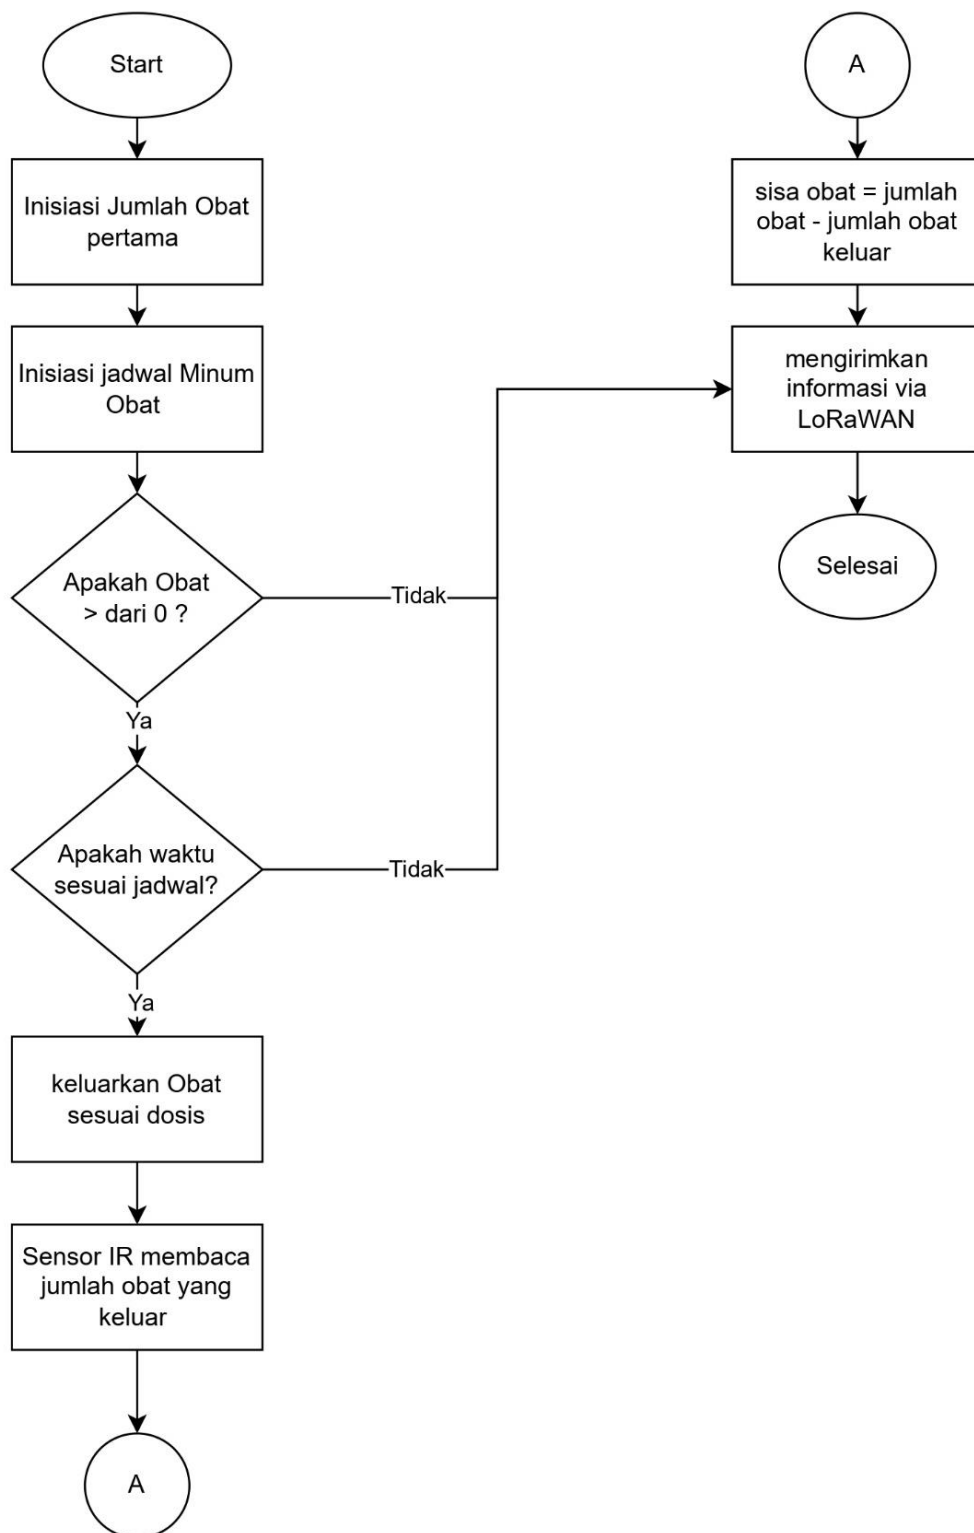 Start
Inisiasi Jumlah Obat
pertama
Inisiasi jadwal Minum
Obat
Apakah Obat
> dari 0 ?
Tidak
Ya
Apakah waktu
sesuai jadwal?
Tidak
Ya
keluarkan Obat
sesuai dosis
Sensor IR membaca
jumlah obat yang
keluar
A
A
sisa obat = jumlah
obat - jumlah obat
keluar
mengirimkan
informasi via
LoRaWAN
Selesai